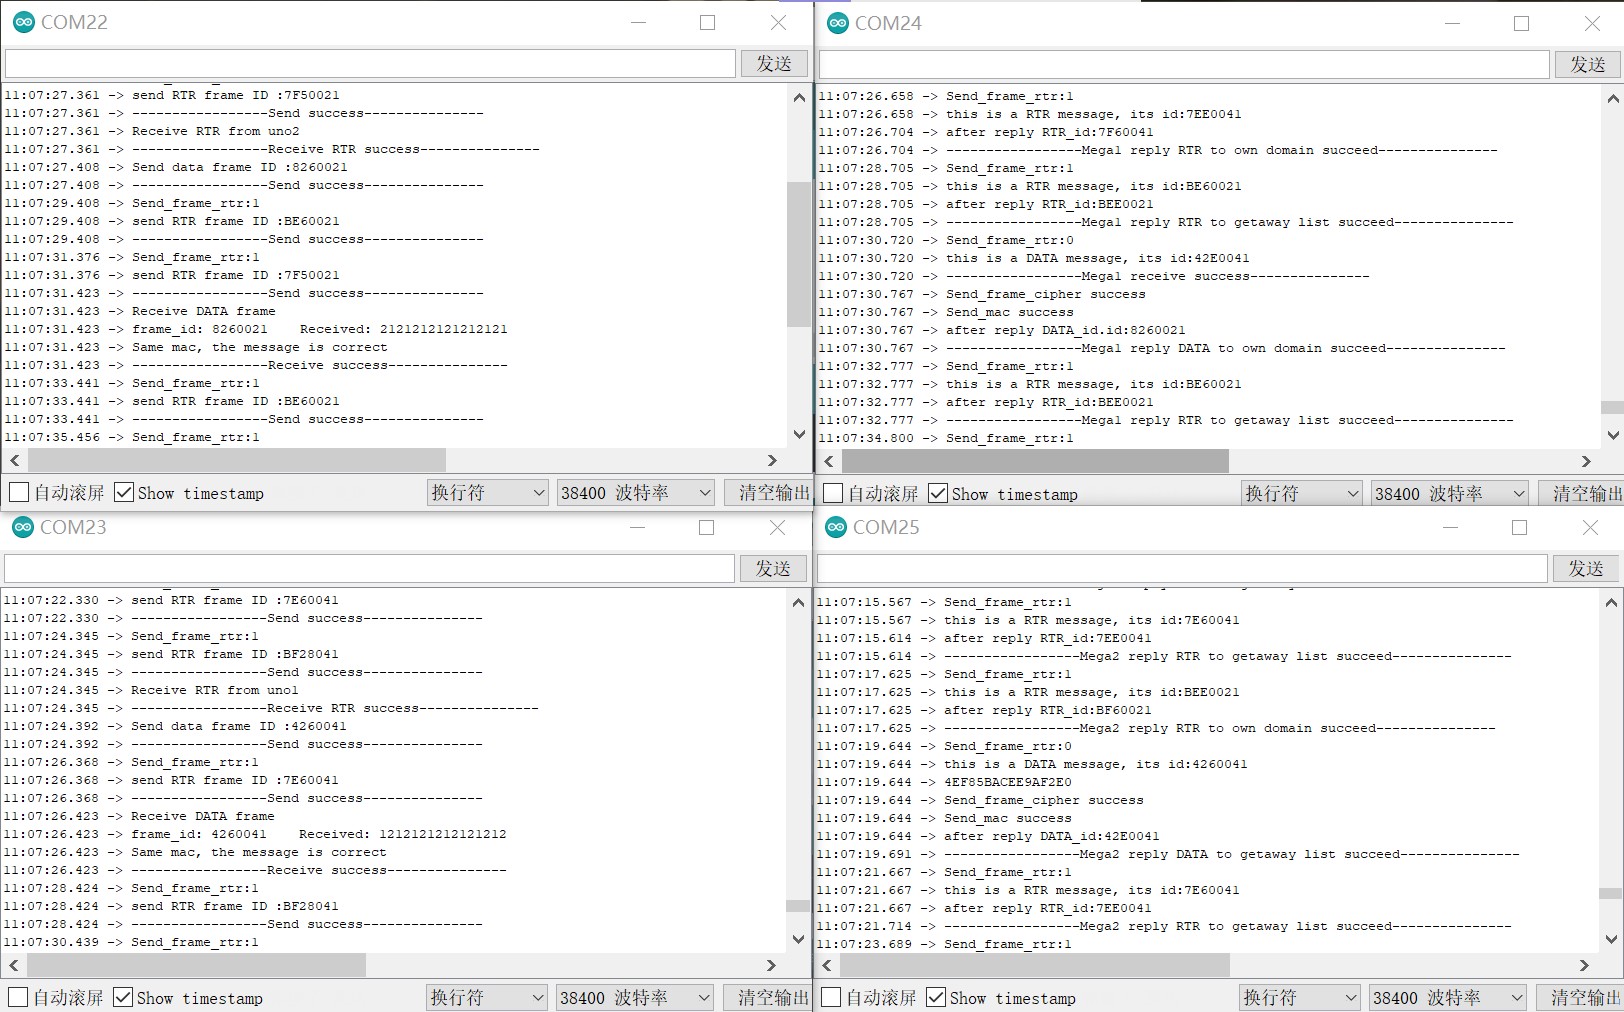 COM22
发送
11:07:27.361 -> send RTR frame ID :7F50021
11:07:27.361 -> -----------------Send success---------------
11:07:27.361 -> Receive RTR from uno2
11:07:27.361 -> -----------------Receive RTR success---------------
11:07:27.408 -> Send data frame ID :8260021
11:07:27.408 -> -----------------Send success---------------
11:07:29.408 -> Send_frame_rtr:1
11:07:29.408 -> send RTR frame ID :BE60021
11:07:29.408 -> -----------------Send success---------------
11:07:31.376 -> Send_frame_rtr:1
11:07:31.376 -> send RTR frame ID :7F50021
11:07:31.423 -> -----------------Send success---------------
11:07:31.423 -> Receive DATA frame
11:07:31.423 -> frame_id: 8260021    Received: 2121212121212121
11:07:31.423 -> Same mac, the message is correct
11:07:31.423 -> -----------------Receive success---------------
11:07:33.441 -> Send_frame_rtr:1
11:07:33.441 -> send RTR frame ID :BE60021
11:07:33.441 -> -----------------Send success---------------
11:07:35.456 -> Send_frame_rtr:1
自动滚屏 Show timestamp 换行符 38400 波特率 清空输出
COM24
发送
11:07:26.658 -> Send_frame_rtr:1
11:07:26.658 -> this is a RTR message, its id:7EE0041
11:07:26.704 -> after reply RTR_id:7F60041
11:07:26.704 -> -----------------Mega1 reply RTR to own domain succeed---------------
11:07:28.705 -> Send_frame_rtr:1
11:07:28.705 -> this is a RTR message, its id:BE60021
11:07:28.705 -> after reply RTR_id:BEE0021
11:07:28.705 -> -----------------Mega1 reply RTR to getaway list succeed---------------
11:07:30.720 -> Send_frame_rtr:0
11:07:30.720 -> this is a DATA message, its id:42E0041
11:07:30.720 -> -----------------Mega1 receive success---------------
11:07:30.767 -> Send_frame_cipher success
11:07:30.767 -> Send_mac success
11:07:30.767 -> after reply DATA_id.id:8260021
11:07:30.767 -> -----------------Mega1 reply DATA to own domain succeed---------------
11:07:32.777 -> Send_frame_rtr:1
11:07:32.777 -> this is a RTR message, its id:BE60021
11:07:32.777 -> after reply RTR_id:BEE0021
11:07:32.777 -> -----------------Mega1 reply RTR to getaway list succeed---------------
11:07:34.800 -> Send_frame_rtr:1
自动滚屏 Show timestamp 换行符 38400 波特率 清空输出
COM23
发送
11:07:22.330 -> send RTR frame ID :7E60041
11:07:22.330 -> -----------------Send success---------------
11:07:24.345 -> Send_frame_rtr:1
11:07:24.345 -> send RTR frame ID :BF28041
11:07:24.345 -> -----------------Send success---------------
11:07:24.345 -> Receive RTR from uno1
11:07:24.345 -> -----------------Receive RTR success---------------
11:07:24.392 -> Send data frame ID :4260041
11:07:24.392 -> -----------------Send success---------------
11:07:26.368 -> Send_frame_rtr:1
11:07:26.368 -> send RTR frame ID :7E60041
11:07:26.368 -> -----------------Send success---------------
11:07:26.423 -> Receive DATA frame
11:07:26.423 -> frame_id: 4260041    Received: 1212121212121212
11:07:26.423 -> Same mac, the message is correct
11:07:26.423 -> -----------------Receive success---------------
11:07:28.424 -> Send_frame_rtr:1
11:07:28.424 -> send RTR frame ID :BF28041
11:07:28.424 -> -----------------Send success---------------
11:07:30.439 -> Send_frame_rtr:1
自动滚屏 Show timestamp 换行符 38400 波特率 清空输出
COM25
发送
11:07:15.567 -> Send_frame_rtr:1
11:07:15.567 -> this is a RTR message, its id:7E60041
11:07:15.614 -> after reply RTR_id:7EE0041
11:07:15.614 -> -----------------Mega2 reply RTR to getaway list succeed---------------
11:07:17.625 -> Send_frame_rtr:1
11:07:17.625 -> this is a RTR message, its id:BEE0021
11:07:17.625 -> after reply RTR_id:BF60021
11:07:17.625 -> -----------------Mega2 reply RTR to own domain succeed---------------
11:07:19.644 -> Send_frame_rtr:0
11:07:19.644 -> this is a DATA message, its id:4260041
11:07:19.644 -> 4EF85BACEE9AF2E0
11:07:19.644 -> Send_frame_cipher success
11:07:19.644 -> Send_mac success
11:07:19.644 -> after reply DATA_id:42E0041
11:07:19.691 -> -----------------Mega2 reply DATA to getaway list succeed---------------
11:07:21.667 -> Send_frame_rtr:1
11:07:21.667 -> this is a RTR message, its id:7E60041
11:07:21.667 -> after reply RTR_id:7EE0041
11:07:21.714 -> -----------------Mega2 reply RTR to getaway list succeed---------------
11:07:23.689 -> Send_frame_rtr:1
自动滚屏 Show timestamp 换行符 38400 波特率 清空输出